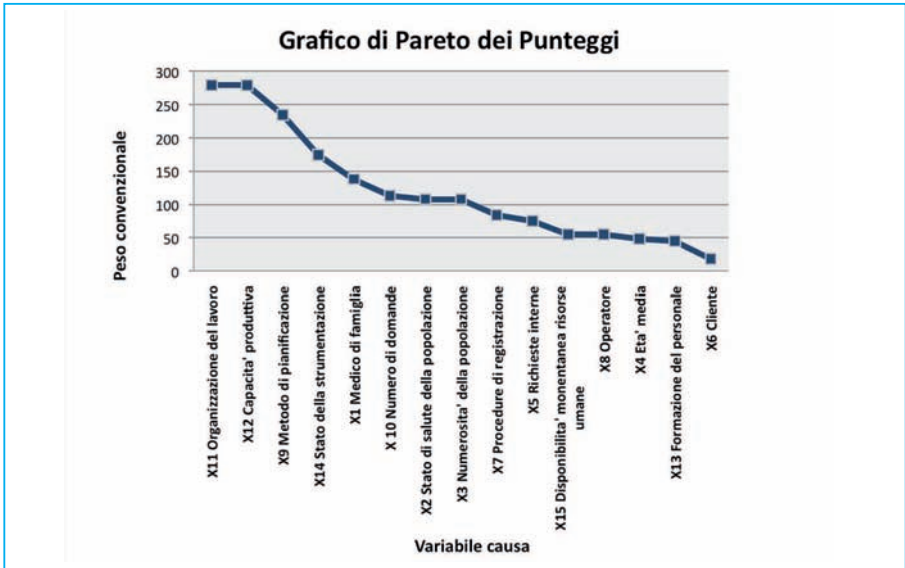 Grafico di Pareto dei Punteggi
Peso convenzionale
300
250
200
150
100
50
0
X11 Organizzazione del lavoro
X12 Capacita' produttiva
X9 Metodo di pianificazione
X14 Stato della strumentazione
X1 Medico di famiglia
X 10 Numero di domande
X2 Stato di salute della popolazione
X3 Numerosita' della popolazione
X7 Procedure di registrazione
X5 Richieste interne
X15 Disponibilita' monentanea risorse
umane
X8 Operatore
X4 Eta' media
X13 Formazione del personale
X6 Cliente
Variabile causa